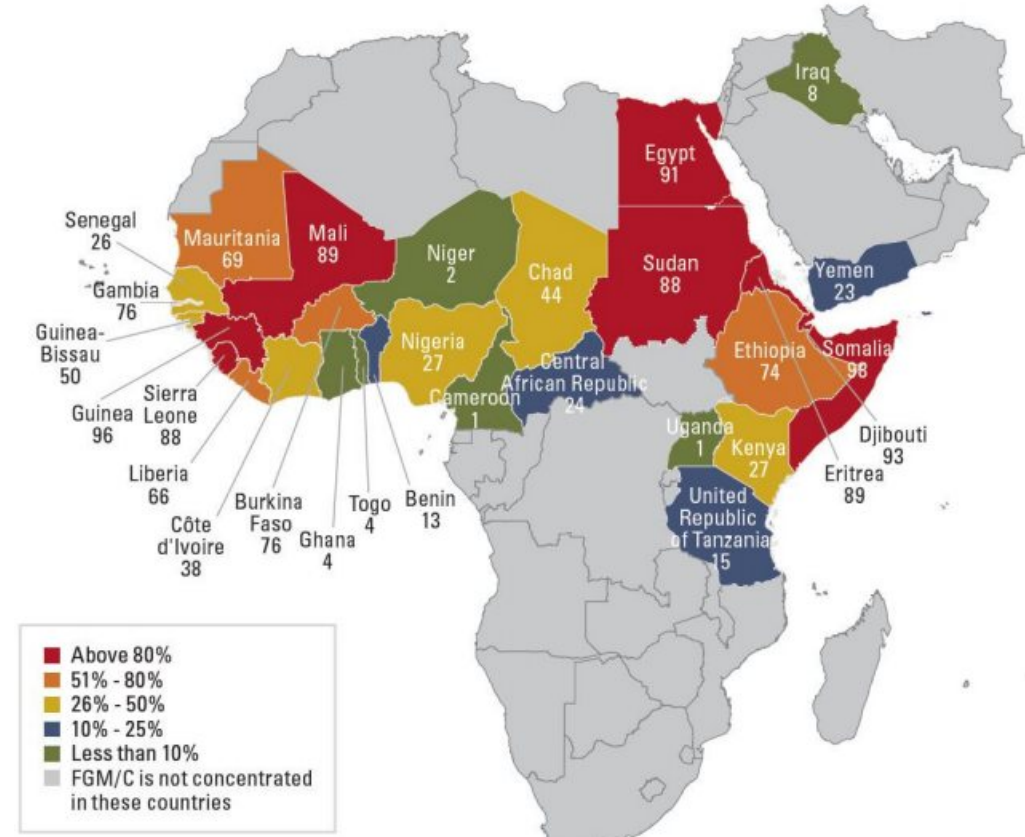 Iraq
8
Egypt
91
Senegal
26
Mauritania
69
Mali
89
Niger
2
Chad
44
Sudan
88
Yemen
23
Gambia
76
Guinea-
Bissau
50
Nigeria
27
Ethiopia
74
Somalia
98
Central
African Republic
24
Cameroon
1
Guinea
96
Sierra
Leone
88
Uganda
1
Kenya
27
Djibouti
93
Eritrea
89
Liberia
66
Côte
d'Ivoire
38
Burkina
Faso
76
Ghana
4
Togo
4
Benin
13
United
Republic
of Tanzania
15
Above 80%
51% - 80%
26% - 50%
10% - 25%
Less than 10%
FGM/C is not concentrated
in these countries